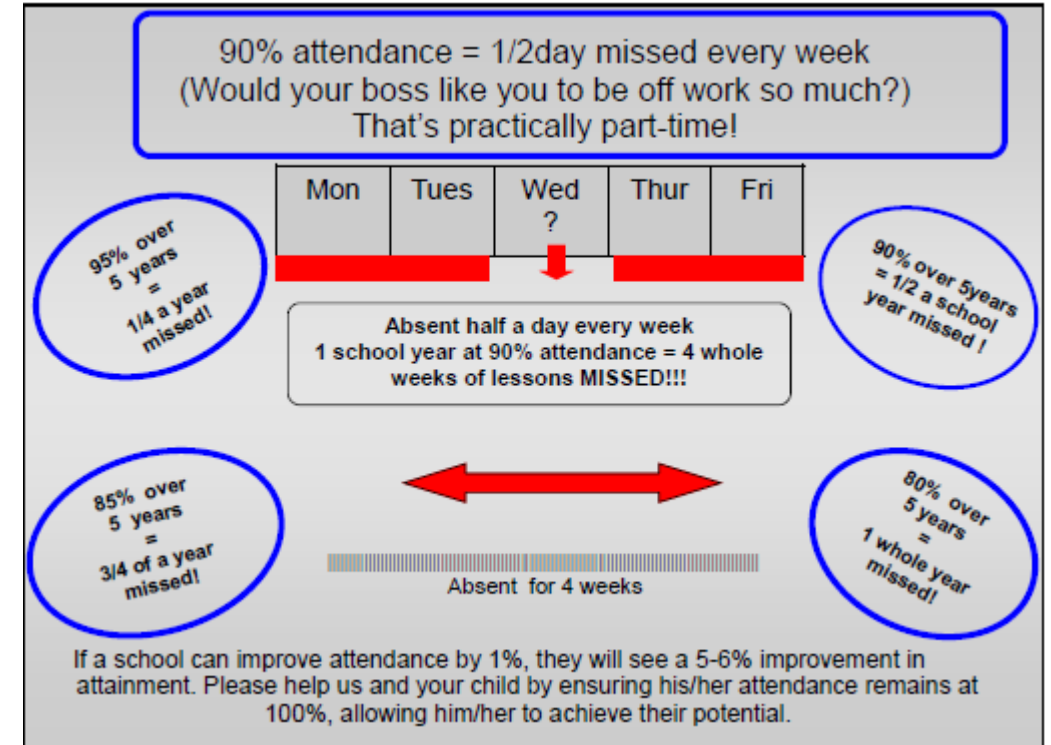 90% attendance = 1/2day missed every week
(Would your boss like you to be off work so much?)
That's practically part-time!
Mon Tues Wed Thur Fri
?
95% over
5 years
=
1/4 a year
missed!
90% over 5years
= 1/2 a school
year missed !
Absent half a day every week
1 school year at 90% attendance = 4 whole
weeks of lessons MISSED!!!
85% over
5 years
=
3/4 of a year
missed!
80% over
5 years
=
1 whole year
missed!
Absent for 4 weeks
If a school can improve attendance by 1%, they will see a 5-6% improvement in
attainment. Please help us and your child by ensuring his/her attendance remains at
100%, allowing him/her to achieve their potential.